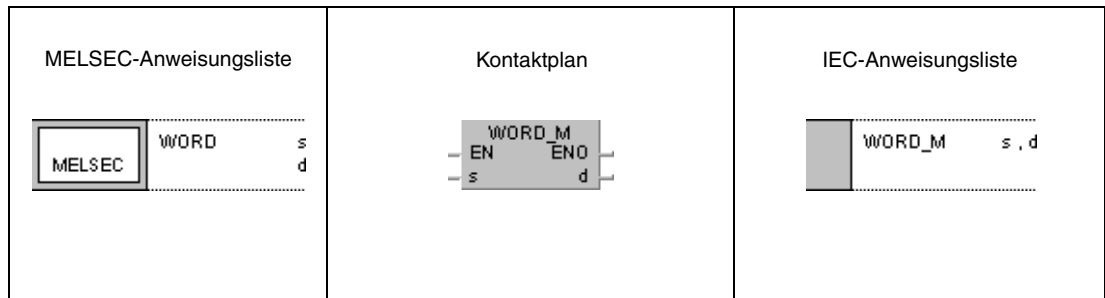 MELSEC-Anweisungsliste
MELSEC
WORD s
d
Kontaktplan
WORD_M
EN ENO
s d
IEC-Anweisungsliste
WORD_M s , d